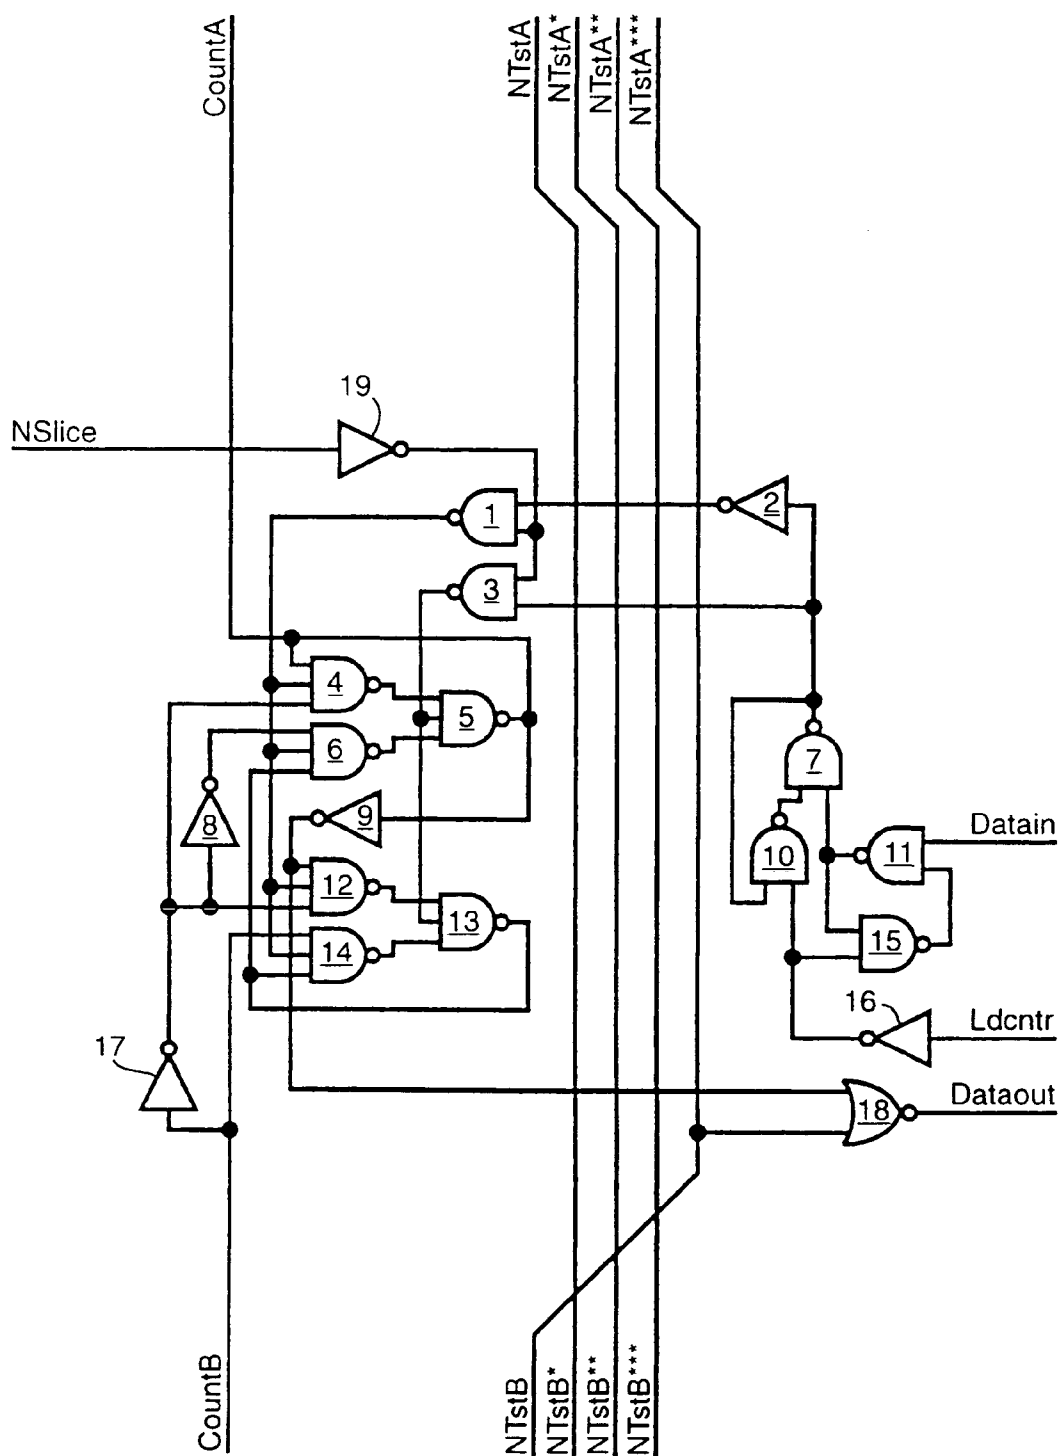 CountA
NTstA
NTstA*
NTstA**
NTstA***
19
NSlice
1
2
3
4
5
6
7
Datain
8
9
10
11
12
13
14
15
16
Ldcntr
17
Dataout
18
CountB
NTstB
NTstB*
NTstB**
NTstB***